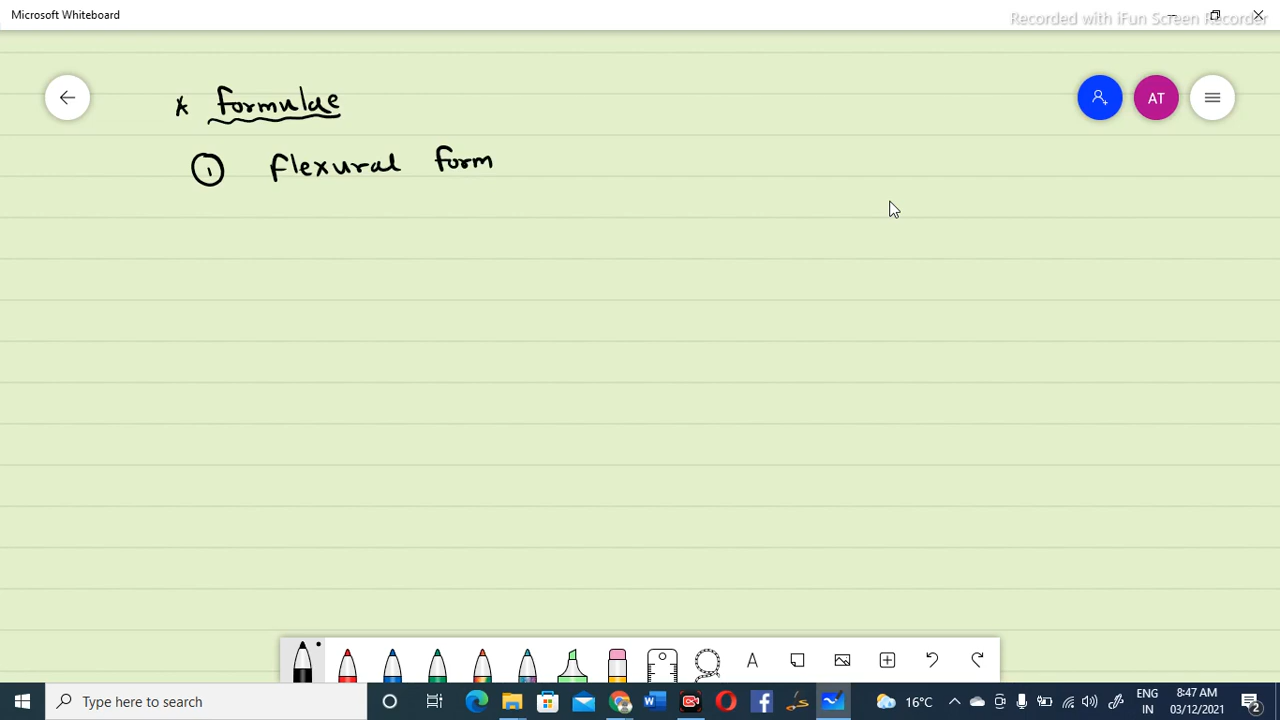 Microsoft Whiteboard
Recorded with iFun Screen Recorder
* formulae
AT
① flexural form
A
Type here to search
16°C
ENG
IN
8:47 AM
03/12/2021
2